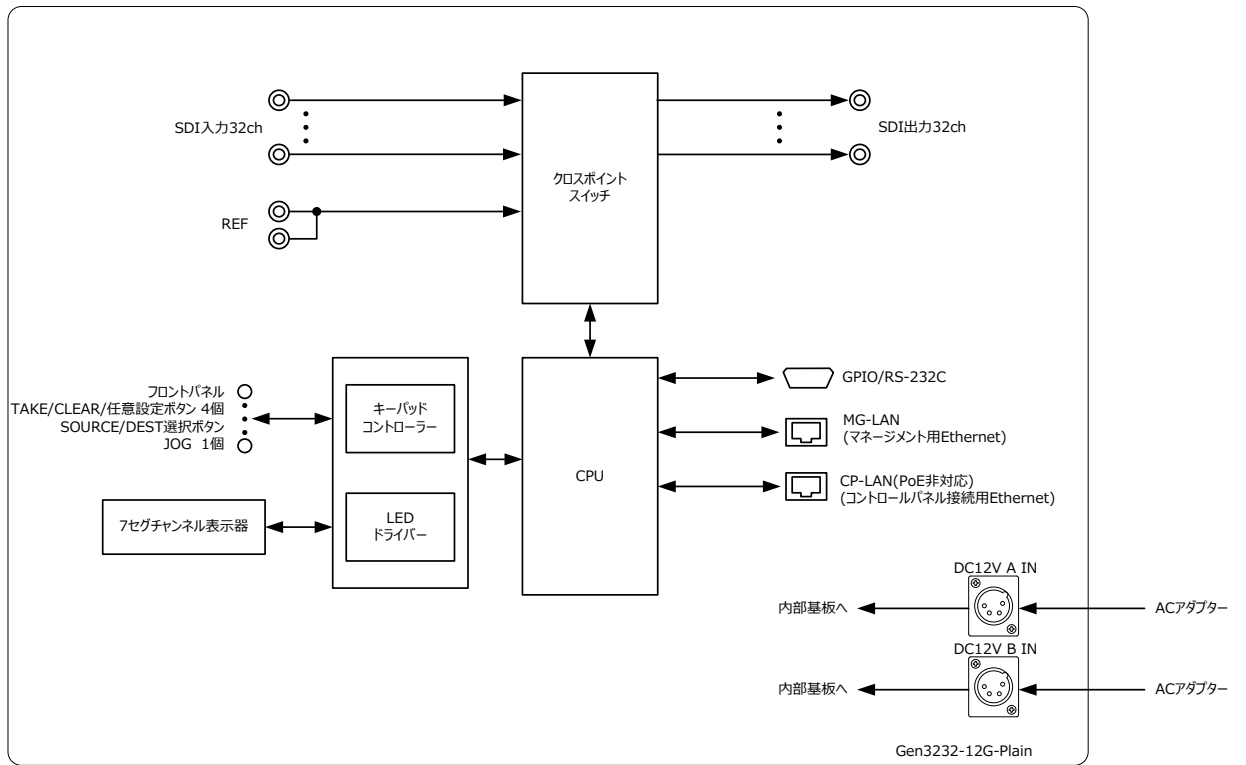 SDI入力32ch
SDI出力32ch
クロスポイント
スイッチ
REF
フロントパネル
TAKE/CLEAR/任意設定ボタン 4個
SOURCE/DEST選択ボタン
JOG 1個
キーパッド
コントローラー
GPIO/RS-232C
MG-LAN
(マネージメント用Ethernet)
CPU
CP-LAN(PoE非対応)
(コントロールパネル接続用Ethernet)
7セグチャンネル表示器
LED
ドライバー
DC12V A IN
内部基板へ
ACアダプター
DC12V B IN
内部基板へ
ACアダプター
Gen3232-12G-Plain